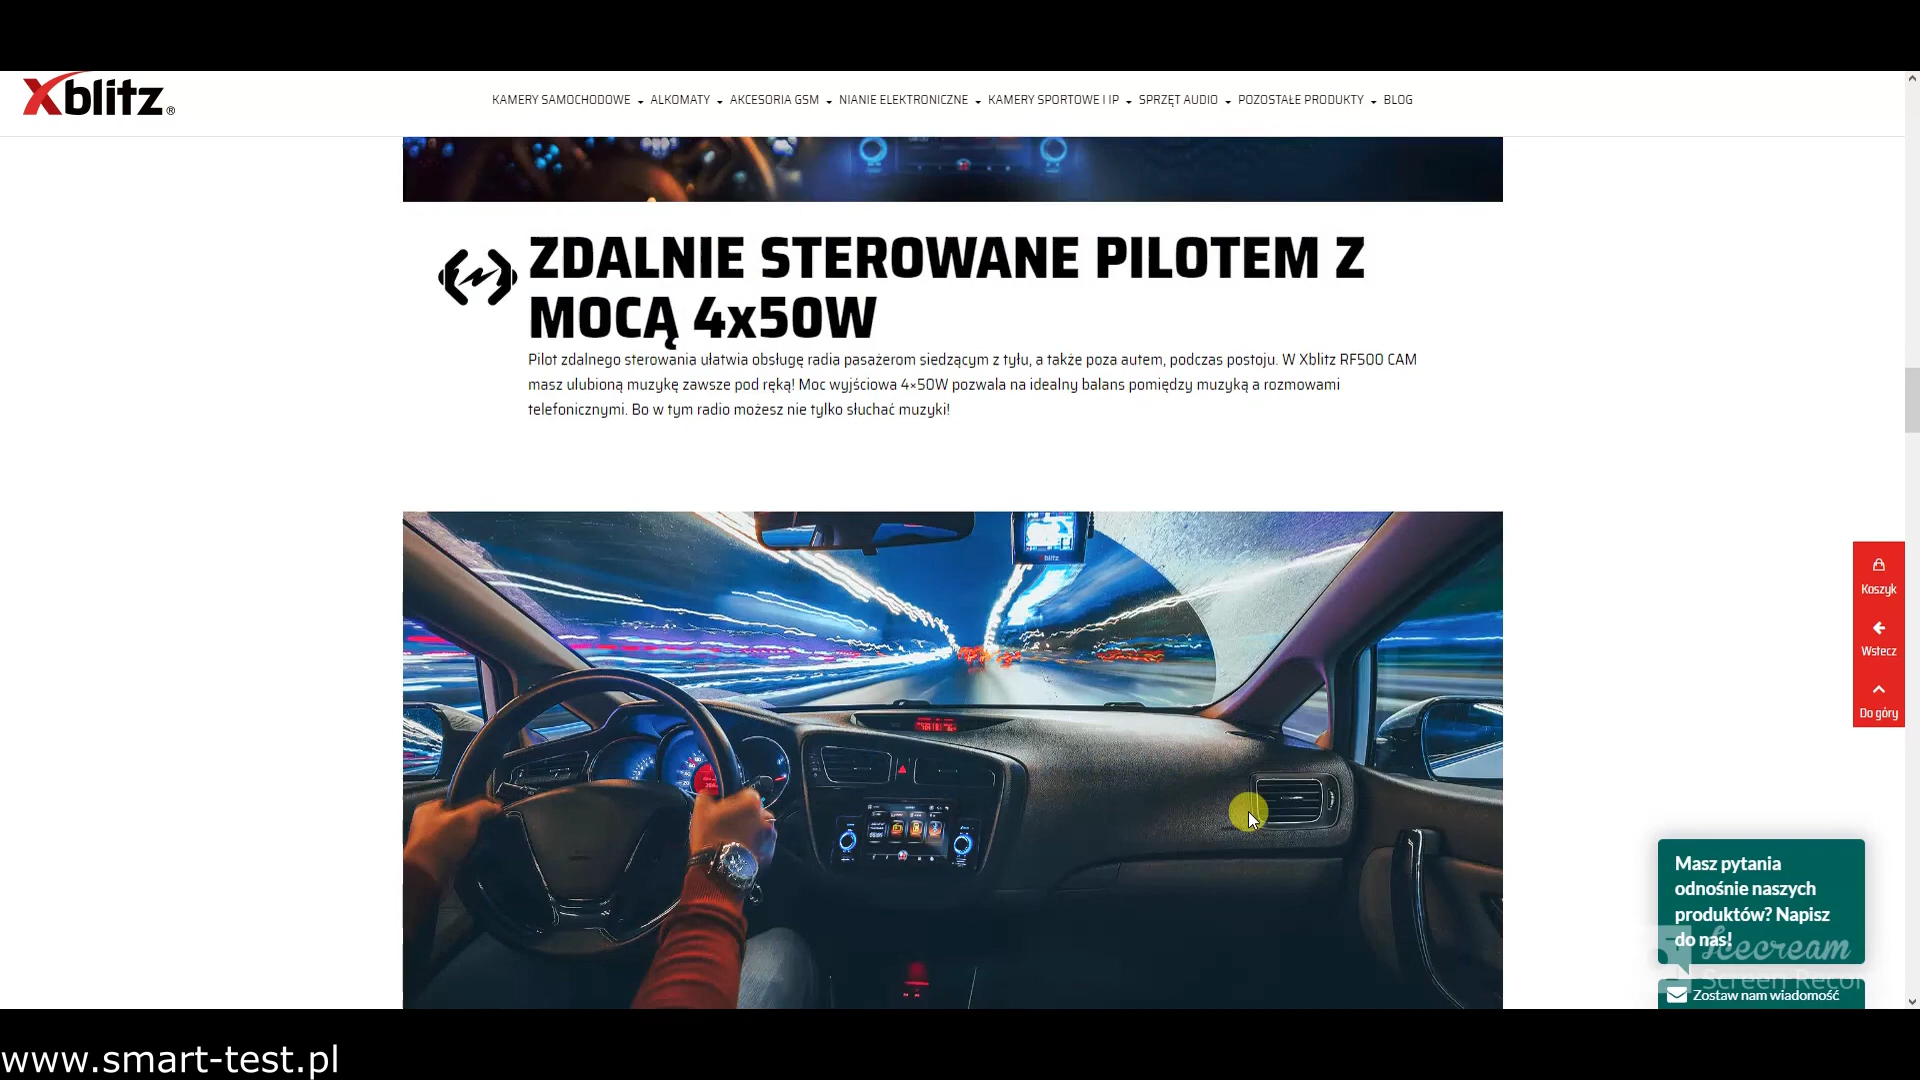 Xblitz®
KAMERY SAMOCHODOWE ALKOMATY AKCESORIA GSM NIANIE ELEKTRONICZNE KAMERY SPORTOWE I IP SPRZĘT AUDIO POZOSTAŁE PRODUKTY BLOG
ZDALNIE STEROWANE PILOTEM Z
MOCĄ 4x50W
Pilot zdalnego sterowania ułatwia obsługę radia pasażerom siedzącym z tyłu, a także poza autem, podczas postoju. W Xblitz RF500 CAM
masz ulubioną muzykę zawsze pod ręką! Moc wyjściowa 4×50W pozwala na idealny balans pomiędzy muzyką a rozmowami
telefonicznymi. Bo w tym radio możesz nie tylko słuchać muzyki!
Xblitz
Koszyk
Wstecz
Do góry
Masz pytania
odnośnie naszych
produktów? Napisz
do nas!
Icecream
Screen Recor
Zostaw nam wiadomość
www.smart-test.pl